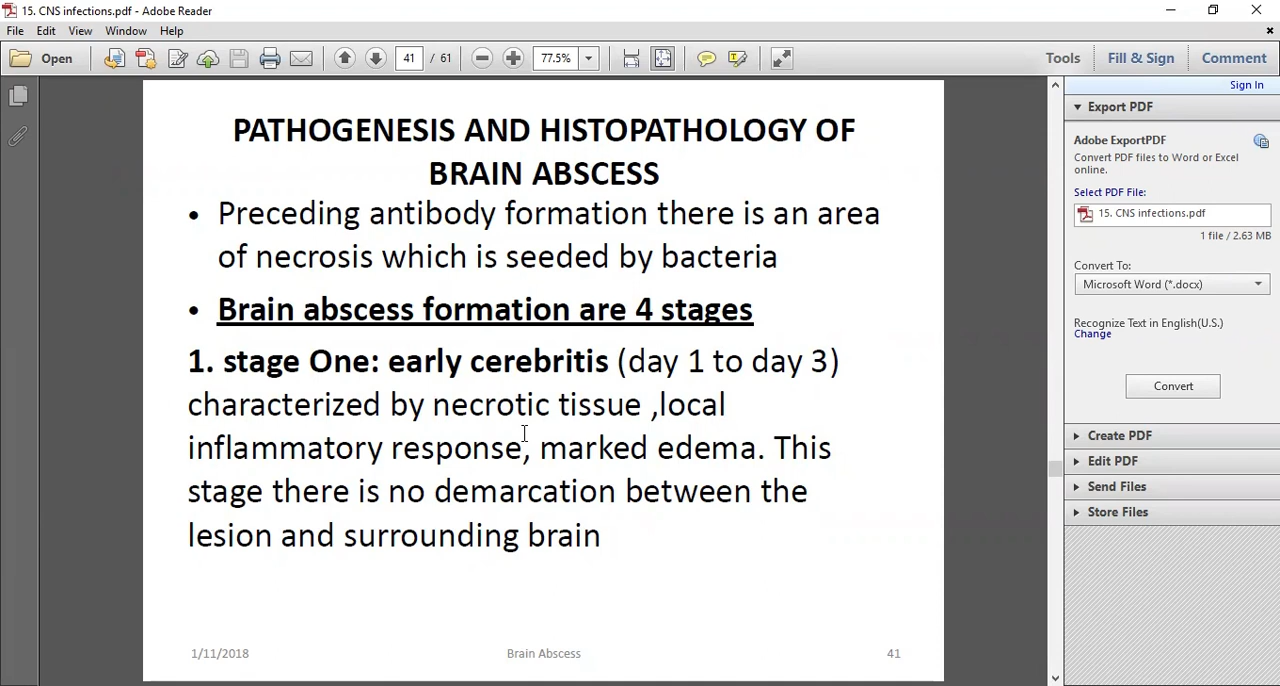 15. CNS infections.pdf - Adobe Reader
File Edit View Window Help
Open 41 / 61 77.5% Tools Fill & Sign Comment
Sign In
PATHOGENESIS AND HISTOPATHOLOGY OF
BRAIN ABSCESS
• Preceding antibody formation there is an area
of necrosis which is seeded by bacteria
• Brain abscess formation are 4 stages
1. stage One: early cerebritis (day 1 to day 3)
characterized by necrotic tissue ,local
inflammatory response, marked edema. This
stage there is no demarcation between the
lesion and surrounding brain
1/11/2018 Brain Abscess 41
Export PDF
Adobe ExportPDF
Convert PDF files to Word or Excel
online.
Select PDF File:
15. CNS infections.pdf
1 file / 2.63 MB
Convert To:
Microsoft Word (*.docx)
Recognize Text in English(U.S.)
Change
Convert
Create PDF
Edit PDF
Send Files
Store Files